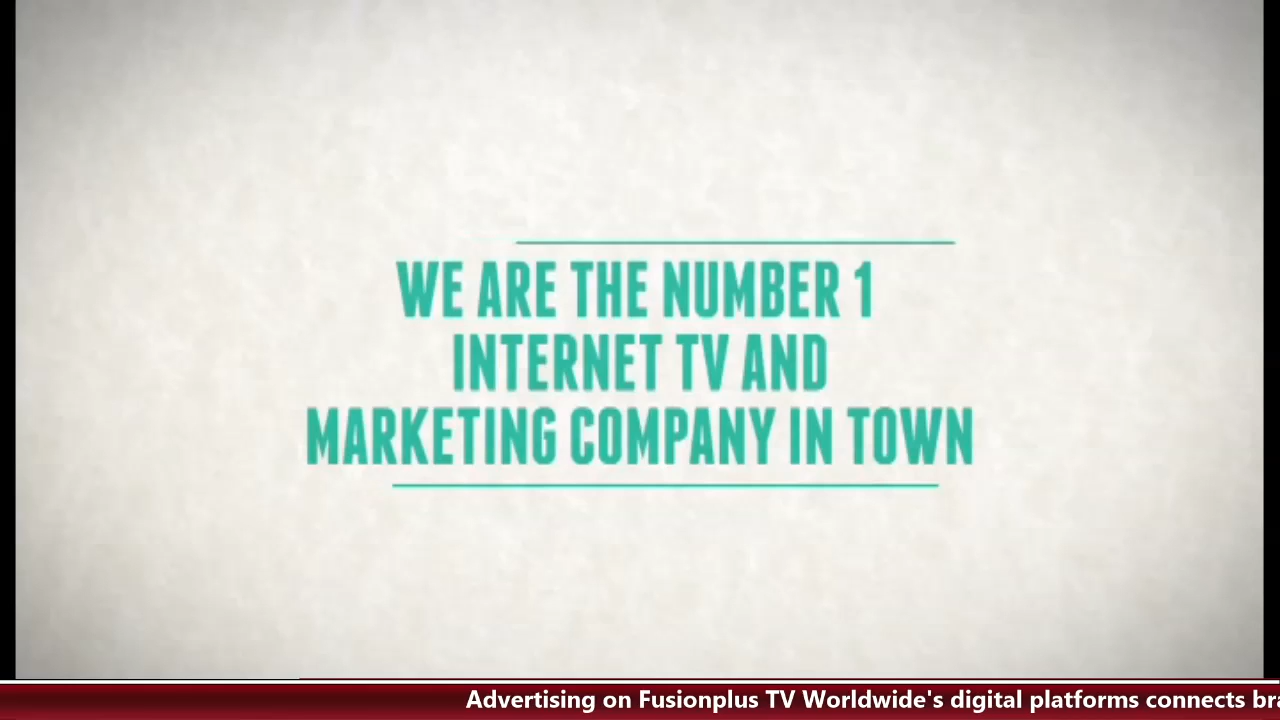 WE ARE THE NUMBER 1
INTERNET TV AND
MARKETING COMPANY IN TOWN
Advertising on Fusionplus TV Worldwide's digital platforms connects